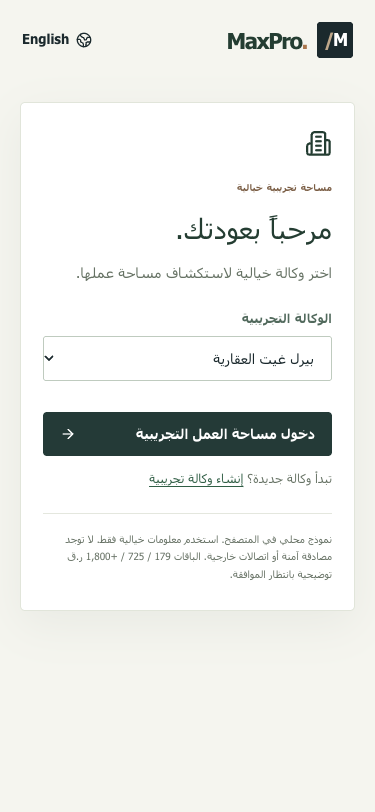 MaxPro.
/M
English
مساحة تجريبية خيالية
مرحباً بعودتك.
اختر وكالة خيالية لاستكشاف مساحة عملها.
الوكالة التجريبية
بيرل غيت العقارية
دخول مساحة العمل التجريبية
تبدأ وكالة جديدة؟ إنشاء وكالة تجريبية
نموذج محلي في المتصفح. استخدم معلومات خيالية فقط. لا توجد
مصادقة آمنة أو اتصالات خارجية. الباقات 179 / 725 / +1,800 ر.ق
توضيحية بانتظار الموافقة.